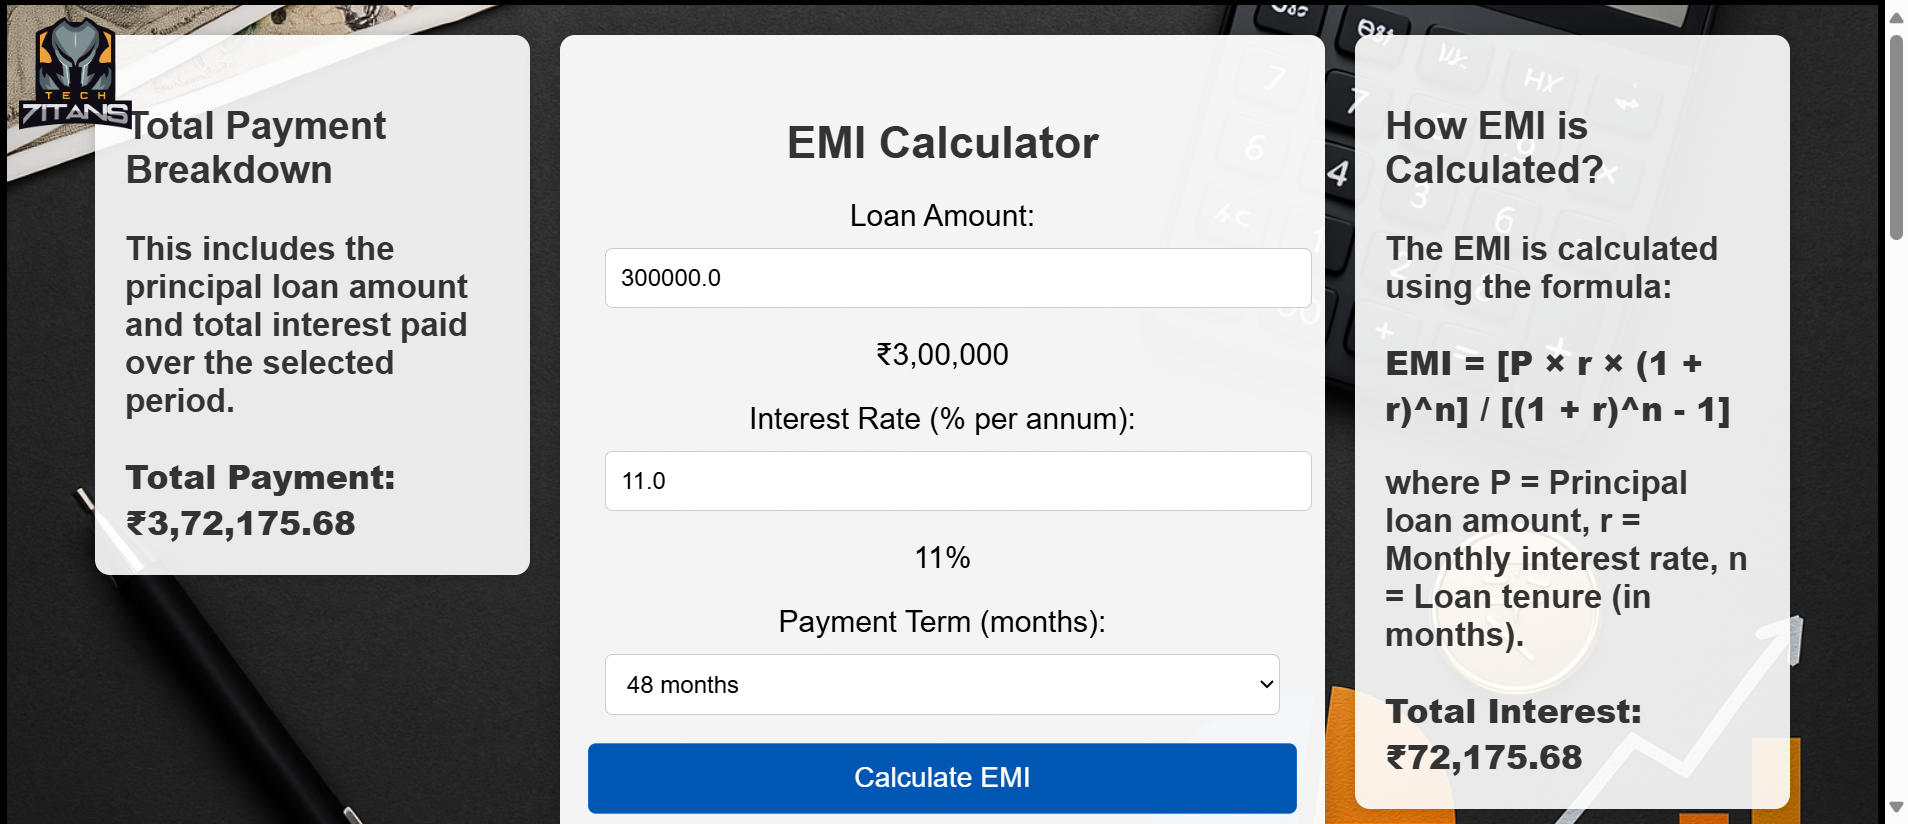 TECH
7ITANS
Total Payment
Breakdown
This includes the
principal loan amount
and total interest paid
over the selected
period.
Total Payment:
₹3,72,175.68
EMI Calculator
Loan Amount:
300000.0
₹3,00,000
Interest Rate (% per annum):
11.0
11%
Payment Term (months):
48 months
Calculate EMI
How EMI is
Calculated?
The EMI is calculated
using the formula:
EMI = [P × r × (1 +
r)^n] / [(1 + r)^n - 1]
where P = Principal
loan amount, r =
Monthly interest rate, n
= Loan tenure (in
months).
Total Interest:
₹72,175.68